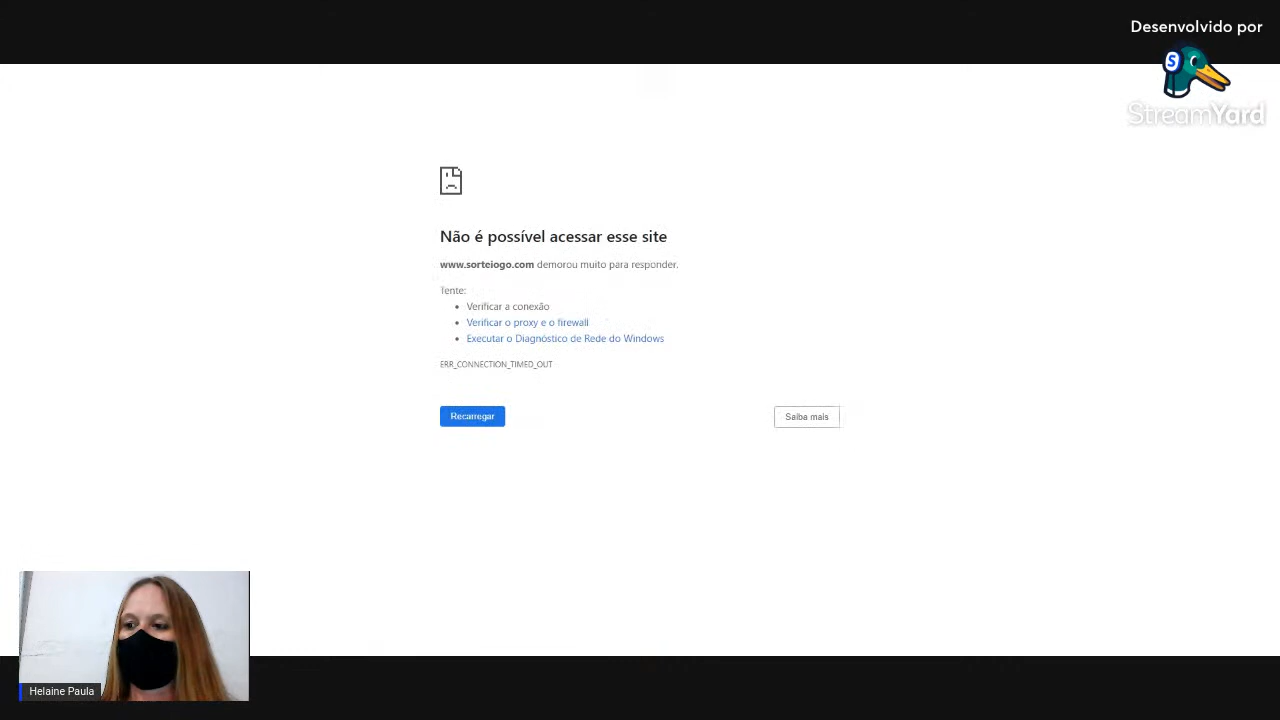 Desenvolvido por
StreamYard
Não é possível acessar esse site
www.sorteiogo.com demorou muito para responder.
Tente:
Verificar a conexão
Verificar o proxy e o firewall
Executar o Diagnóstico de Rede do Windows
ERR_CONNECTION_TIMED_OUT
Recarregar
Saiba mais
Helaine Paula